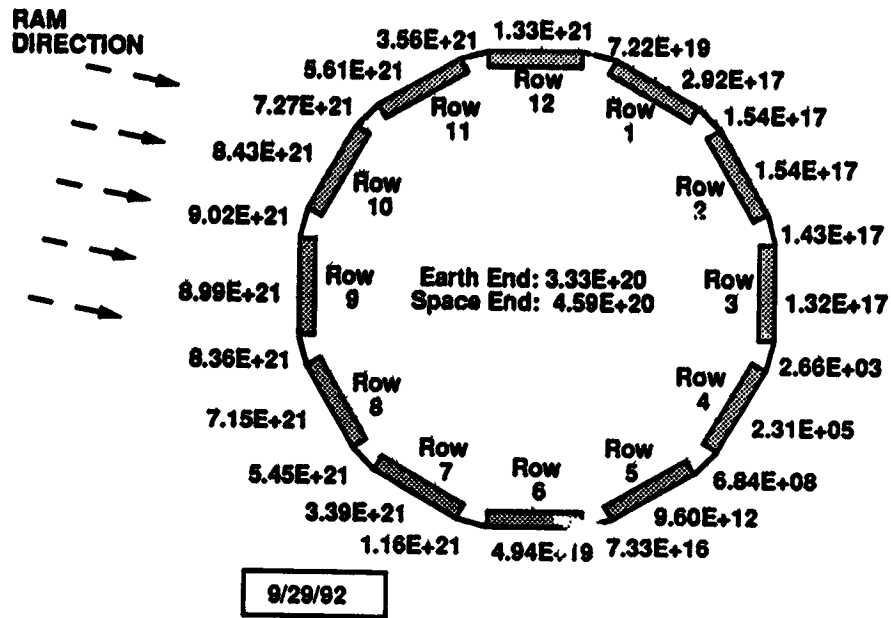 RAM
DIRECTION
1.33E+21
3.56E+21
7.22E+19
5.61E+21
2.92E+17
7.27E+21
1.54E+17
8.43E+21
1.54E+17
9.02E+21
1.43E+17
8.99E+21
1.32E+17
8.36E+21
2.66E+03
7.15E+21
2.31E+05
5.45E+21
6.84E+08
3.39E+21
9.60E+12
1.16E+21
7.33E+16
Row
12
Row
11
Row
1
Row
10
Row
2
Row
9
Earth End: 3.33E+20
Space End: 4.59E+20
Row
3
Row
8
Row
4
Row
7
Row
6
Row
5
9/29/92